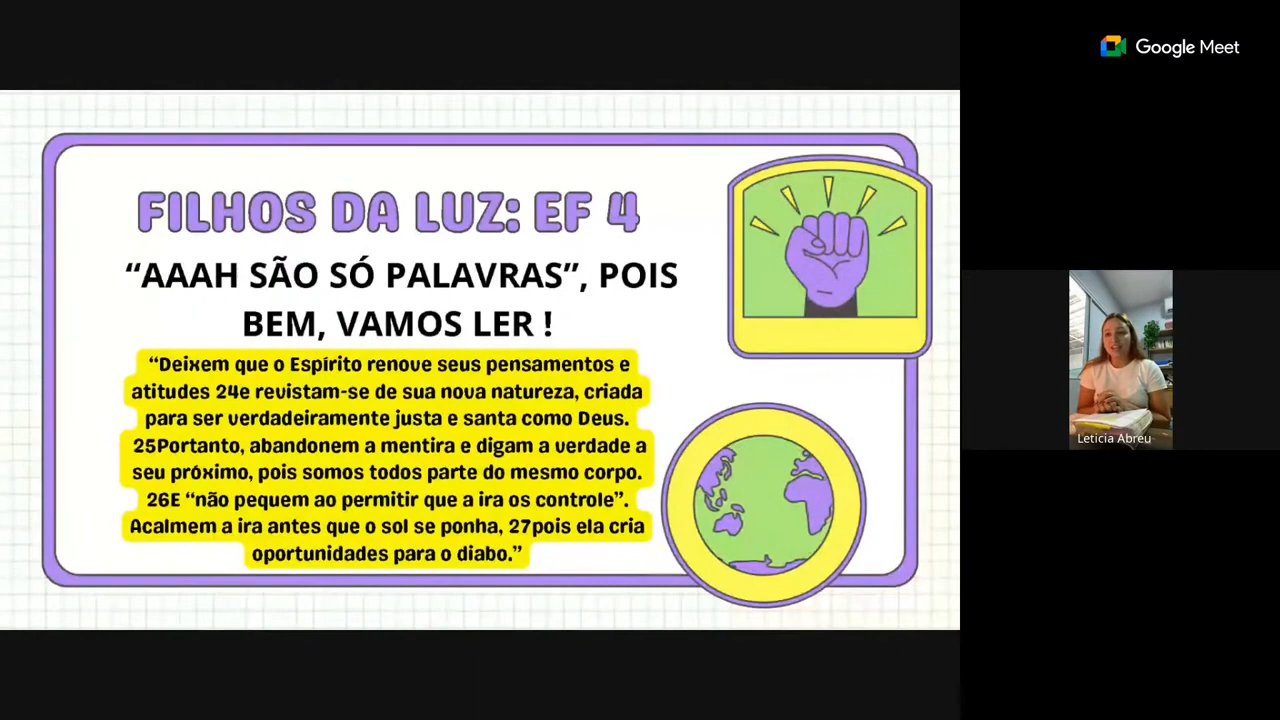 Google Meet
FILHOS DA LUZ: EF 4
“AAAH SÃO SÓ PALAVRAS”, POIS
BEM, VAMOS LER !
“Deixem que o Espírito renove seus pensamentos e
atitudes 24e revistam-se de sua nova natureza, criada
para ser verdadeiramente justa e santa como Deus.
25Portanto, abandonem a mentira e digam a verdade a
seu próximo, pois somos todos parte do mesmo corpo.
26E “não pequem ao permitir que a ira os controle”.
Acalmem a ira antes que o sol se ponha, 27pois ela cria
oportunidades para o diabo.”
Leticia Abreu